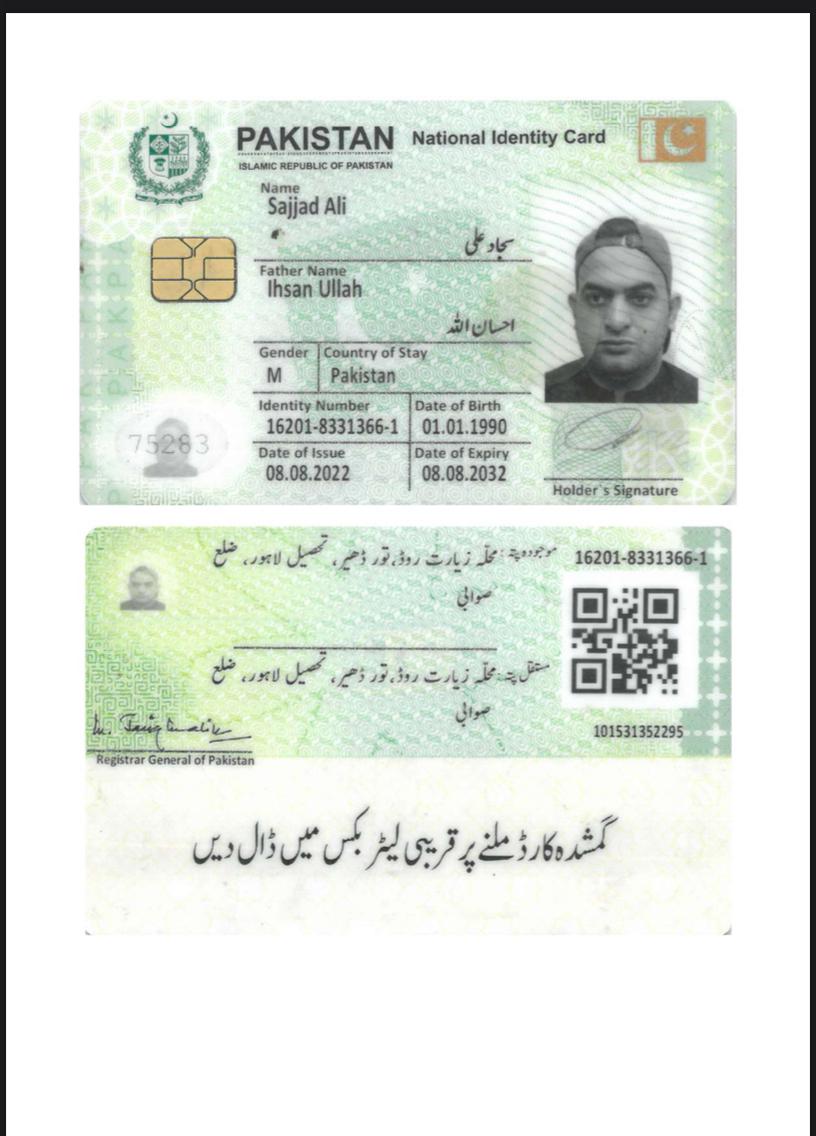 PAKISTAN National Identity Card
ISLAMIC REPUBLIC OF PAKISTAN
Name
Sajjad Ali
سجاد علی
Father Name
Ihsan Ullah
احسان اللہ
Gender Country of Stay
M Pakistan
Identity Number Date of Birth
16201-8331366-1 01.01.1990
Date of Issue Date of Expiry
08.08.2022 08.08.2032
75283
Holder`s Signature
16201-8331366-1
موجودہ پتہ: محلّہ زیارت روڈ، تور ڈھیر، تحصیل لاہور، ضلع
صوابی
مستقل پتہ: محلّہ زیارت روڈ، تور ڈھیر، تحصیل لاہور، ضلع
صوابی
101531352295
Registrar General of Pakistan
گمشدہ کارڈ ملنے پر قریبی لیٹر بکس میں ڈال دیں